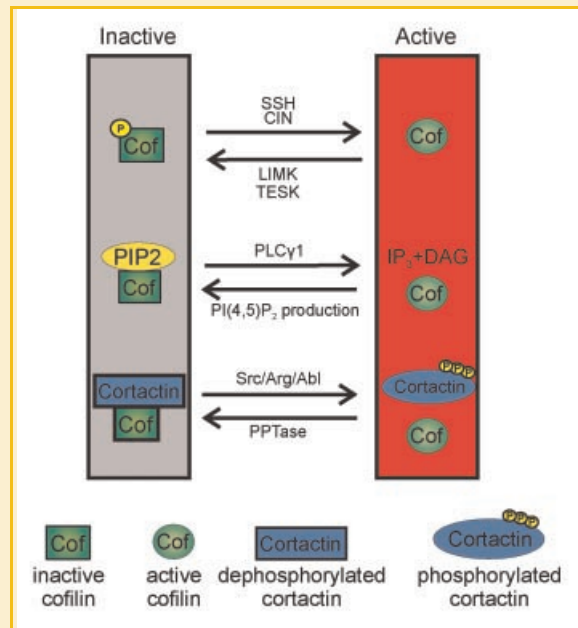 Inactive Active
SSH
CIN
P
Cof Cof
LIMK
TESK
PIP2 PLCγ1 IP₃+DAG
Cof Cof
PI(4,5)P₂ production
PPP
Cortactin Src/Arg/Abl Cortactin
Cof PPTase Cof
PPP
Cof Cof Cortactin Cortactin
inactive active dephosphorylated phosphorylated
cofilin cofilin cortactin cortactin